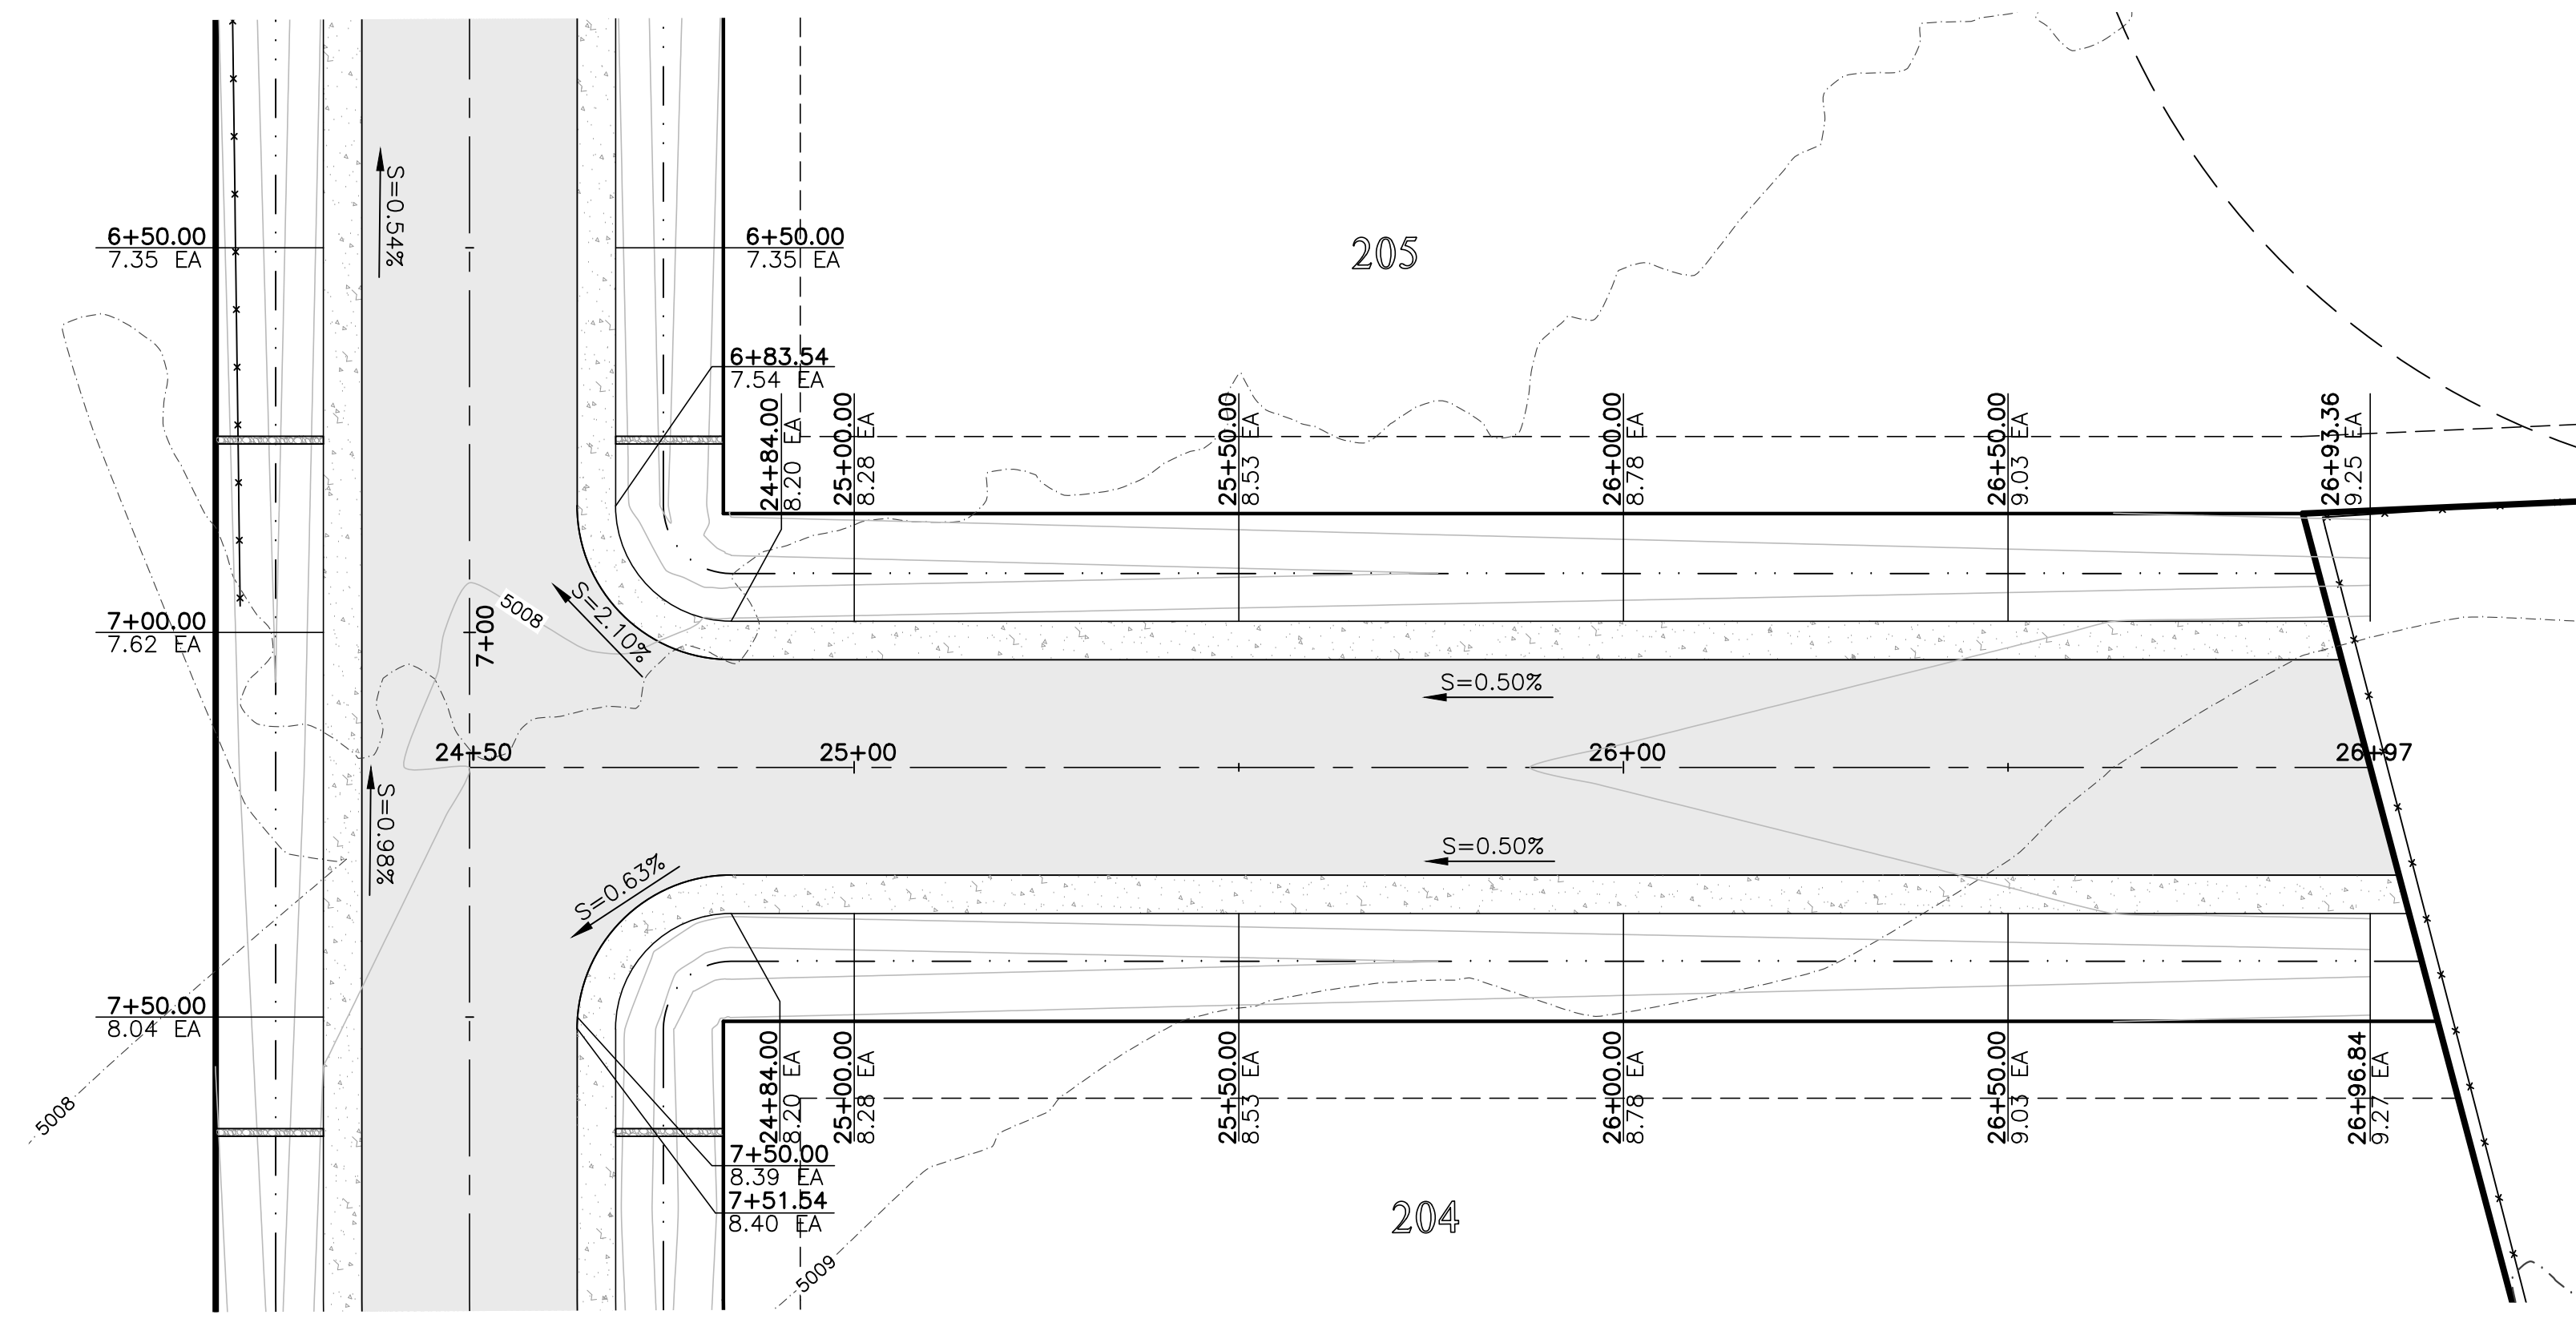 S=0.54%
6+50.00
7.35 EA
6+50.00
7.35 EA
205
6+83.54
7.54 EA
24+84.00
8.20 EA
25+00.00
8.28 EA
25+50.00
8.53 EA
26+00.00
8.78 EA
26+50.00
9.03 EA
26+93.36
9.25 EA
7+00.00
7.62 EA
7+00
5008
S=2.10%
S=0.50%
24+50
25+00
26+00
26+97
S=0.98%
S=0.63%
S=0.50%
7+50.00
8.04 EA
5008
24+84.00
8.20 EA
25+00.00
8.28 EA
25+50.00
8.53 EA
26+00.00
8.78 EA
26+50.00
9.03 EA
26+96.84
9.27 EA
7+50.00
8.39 EA
7+51.54
8.40 EA
204
5009